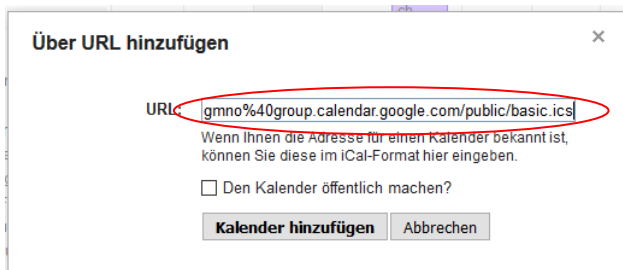 Über URL hinzufügen
×
URL: gmno%40group.calendar.google.com/public/basic.ics
Wenn Ihnen die Adresse für einen Kalender bekannt ist,
können Sie diese im iCal-Format hier eingeben.
Den Kalender öffentlich machen?
Kalender hinzufügen Abbrechen